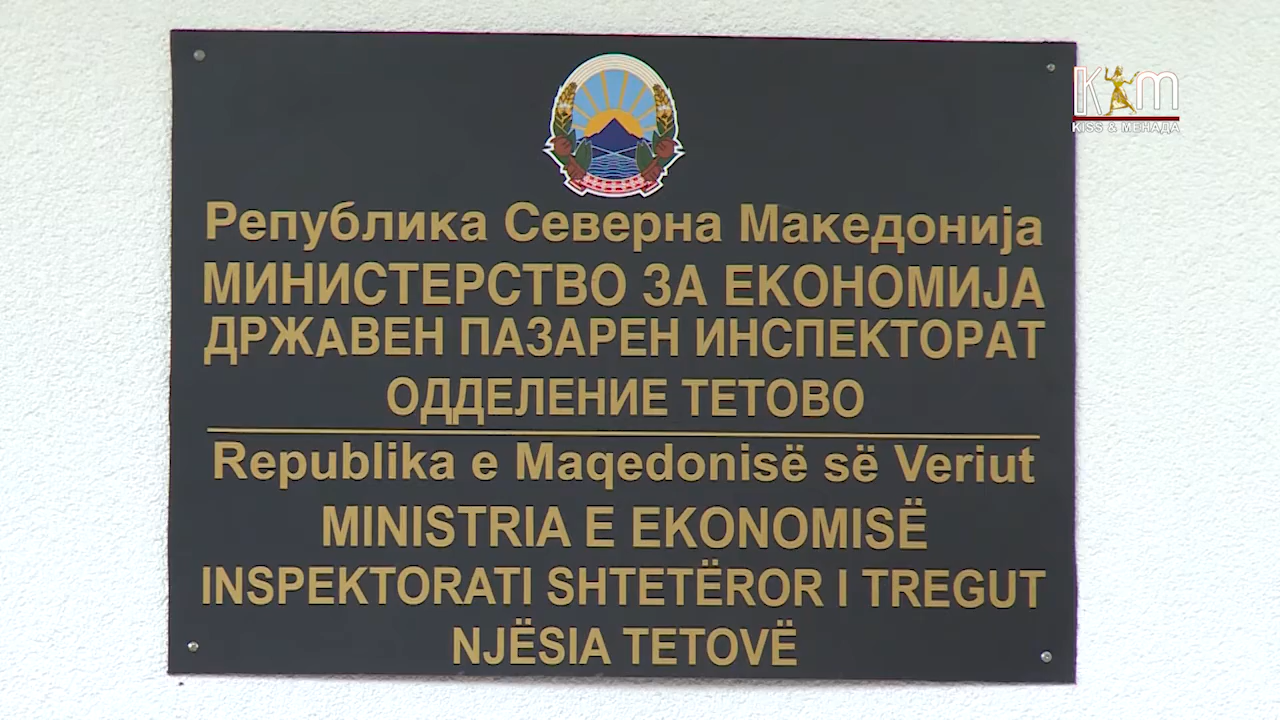 Република Северна Македонија
МИНИСТЕРСТВО ЗА ЕКОНОМИЈА
ДРЖАВЕН ПАЗАРЕН ИНСПЕКТОРАТ
ОДДЕЛЕНИЕ ТЕТОВО
Republika e Maqedonisë së Veriut
MINISTRIA E EKONOMISË
INSPEKTORATI SHTETËROR I TREGUT
NJËSIA TETOVË
K m
KISS & МЕНАДА